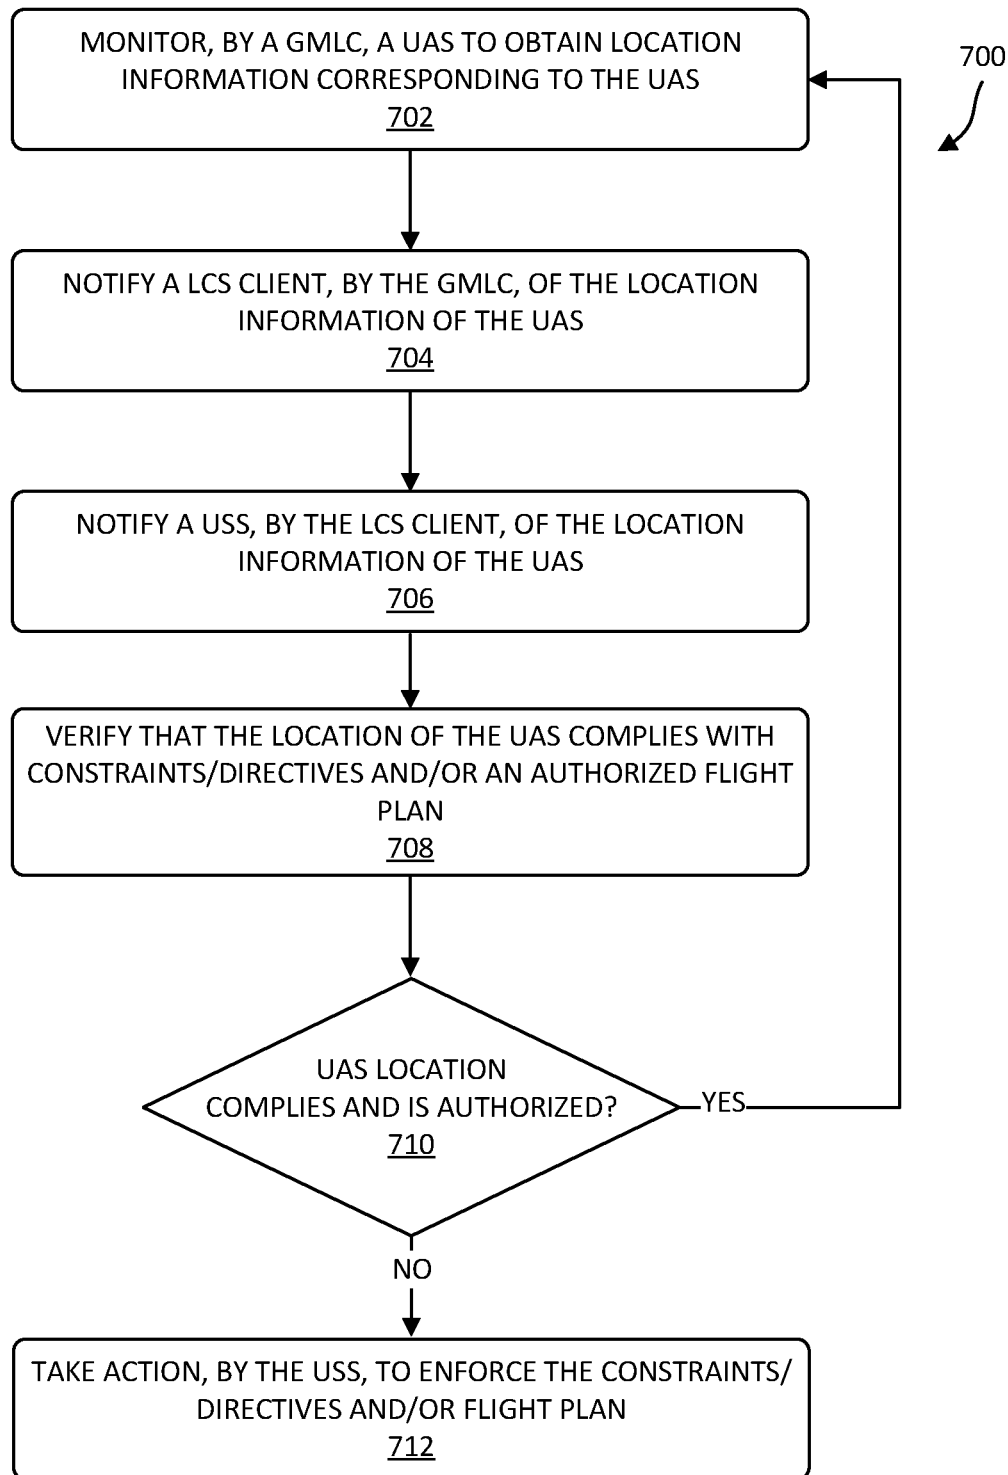 MONITOR, BY A GMLC, A UAS TO OBTAIN LOCATION
INFORMATION CORRESPONDING TO THE UAS
702
700
NOTIFY A LCS CLIENT, BY THE GMLC, OF THE LOCATION
INFORMATION OF THE UAS
704
NOTIFY A USS, BY THE LCS CLIENT, OF THE LOCATION
INFORMATION OF THE UAS
706
VERIFY THAT THE LOCATION OF THE UAS COMPLIES WITH
CONSTRAINTS/DIRECTIVES AND/OR AN AUTHORIZED FLIGHT
PLAN
708
UAS LOCATION
COMPLIES AND IS AUTHORIZED?
710
YES
NO
TAKE ACTION, BY THE USS, TO ENFORCE THE CONSTRAINTS/
DIRECTIVES AND/OR FLIGHT PLAN
712